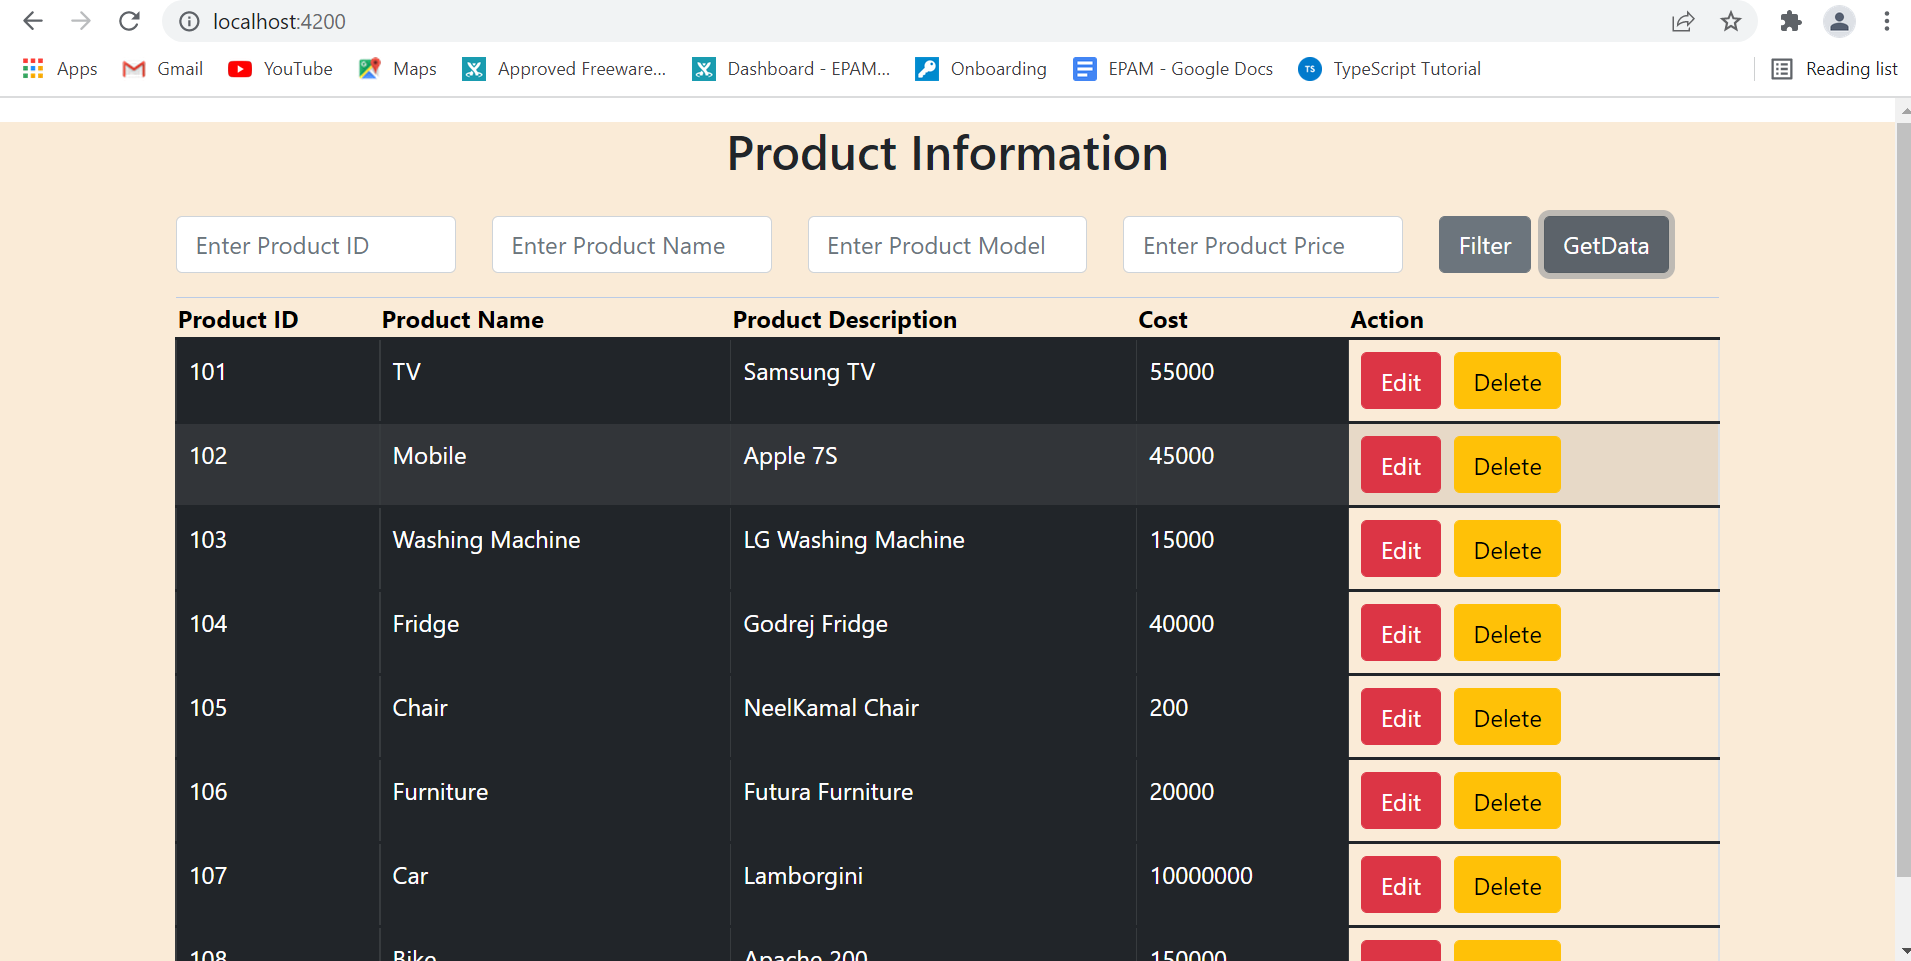 localhost:4200
Apps Gmail YouTube Maps Approved Freeware... Dashboard - EPAM... Onboarding EPAM - Google Docs TS TypeScript Tutorial Reading list
Product Information
Enter Product ID Enter Product Name Enter Product Model Enter Product Price Filter GetData
Product ID Product Name Product Description Cost Action
101 TV Samsung TV 55000 Edit Delete
102 Mobile Apple 7S 45000 Edit Delete
103 Washing Machine LG Washing Machine 15000 Edit Delete
104 Fridge Godrej Fridge 40000 Edit Delete
105 Chair NeelKamal Chair 200 Edit Delete
106 Furniture Futura Furniture 20000 Edit Delete
107 Car Lamborgini 10000000 Edit Delete
108 Bike Apache 200 150000